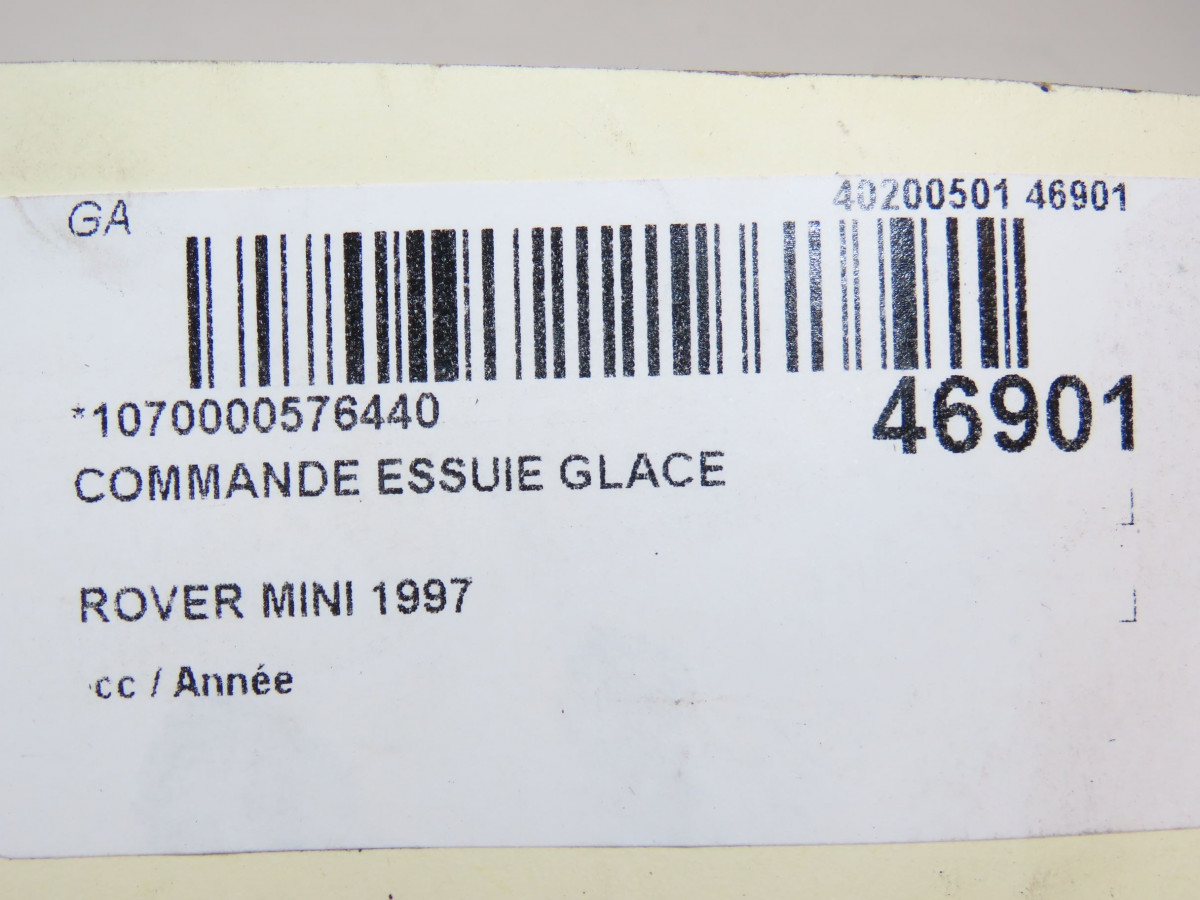 GA
40200501 46901
*1070000576440
46901
COMMANDE ESSUIE GLACE
ROVER MINI 1997
cc / Année